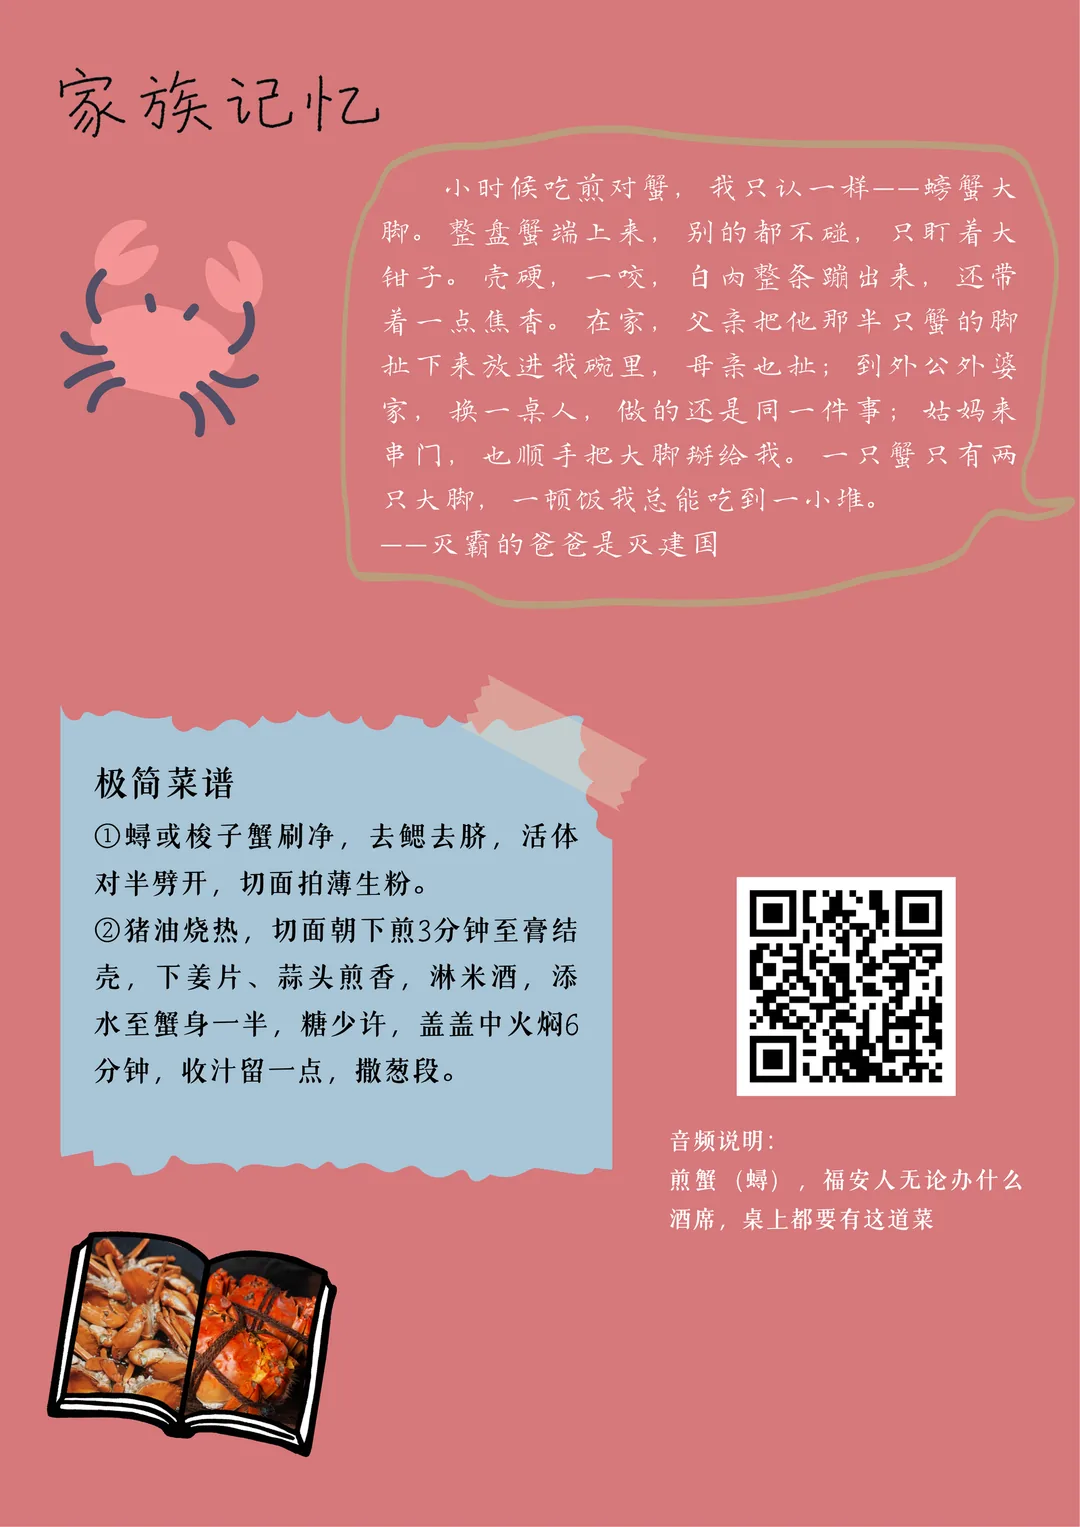 家族记忆
小时候吃煎对蟹，我只认一样——螃蟹大
脚。整盘蟹端上来，别的都不碰，只盯着大
钳子。壳硬，一咬，白肉整条蹦出来，还带
着一点焦香。在家，父亲把他那半只蟹的脚
扯下来放进我碗里，母亲也扯；到外公外婆
家，换一桌人，做的还是同一件事；姑妈来
串门，也顺手把大脚掰给我。一只蟹只有两
只大脚，一顿饭我总能吃到一小堆。
——灭霸的爸爸是灭建国
极简菜谱
①蟳或梭子蟹刷净，去鳃去脐，活体
对半劈开，切面拍薄生粉。
②猪油烧热，切面朝下煎3分钟至膏结
壳，下姜片、蒜头煎香，淋米酒，添
水至蟹身一半，糖少许，盖盖中火焖6
分钟，收汁留一点，撒葱段。
音频说明：
煎蟹（蟳），福安人无论办什么
酒席，桌上都要有这道菜